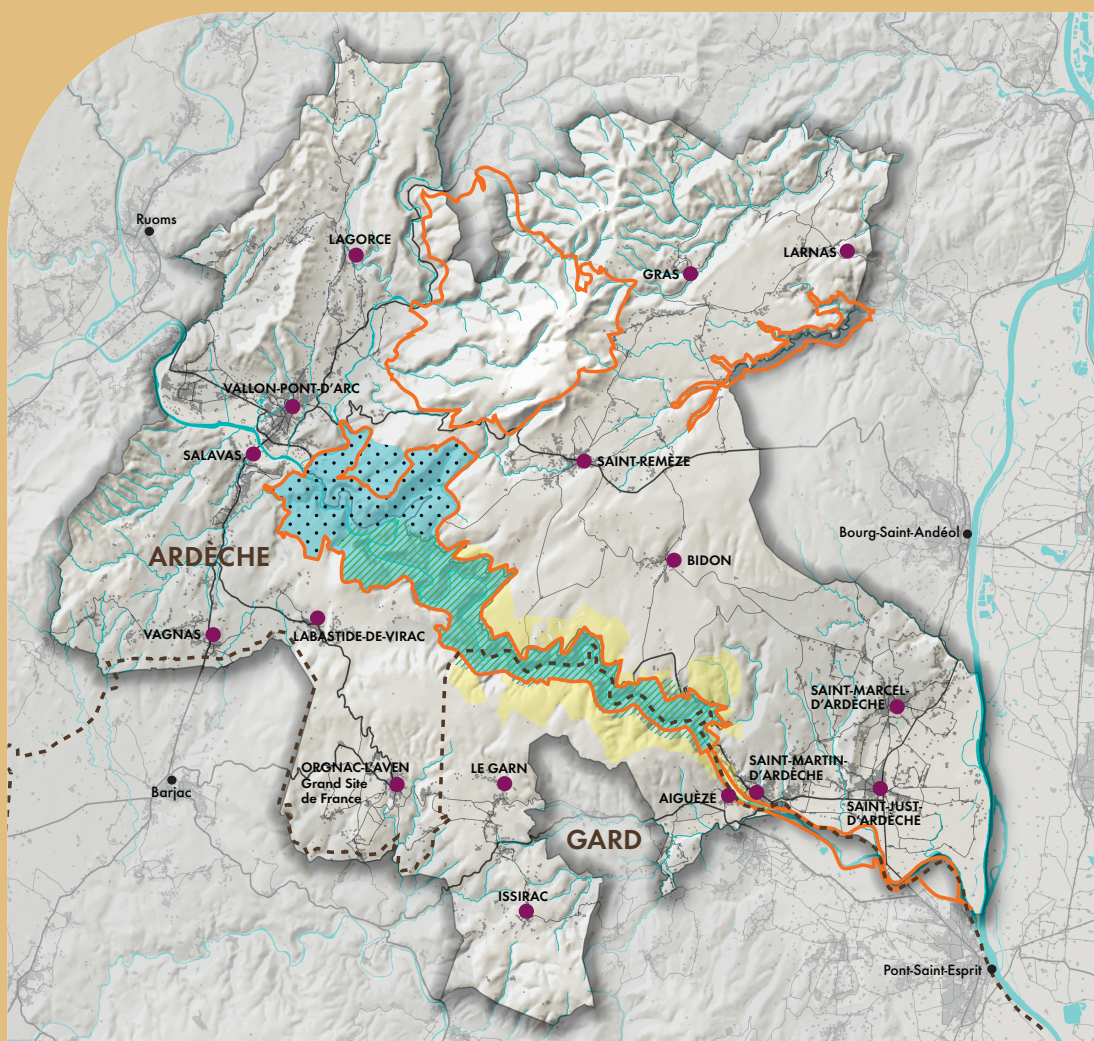 Ruoms
LAGORCE
LARNAS
GRAS
VALLON-PONT-D'ARC
SALAVAS
SAINT-REMÈZE
Bourg-Saint-Andéol
ARDÈCHE
BIDON
LABASTIDE-DE-VIRAC
VAGNAS
SAINT-MARCEL-
D'ARDÈCHE
ORGNAC-L'AVEN
Grand Site
de France
LE GARN
SAINT-MARTIN-
D'ARDÈCHE
Barjac
AIGUÈZE
SAINT-JUST-
D'ARDÈCHE
GARD
ISSIRAC
Pont-Saint-Esprit